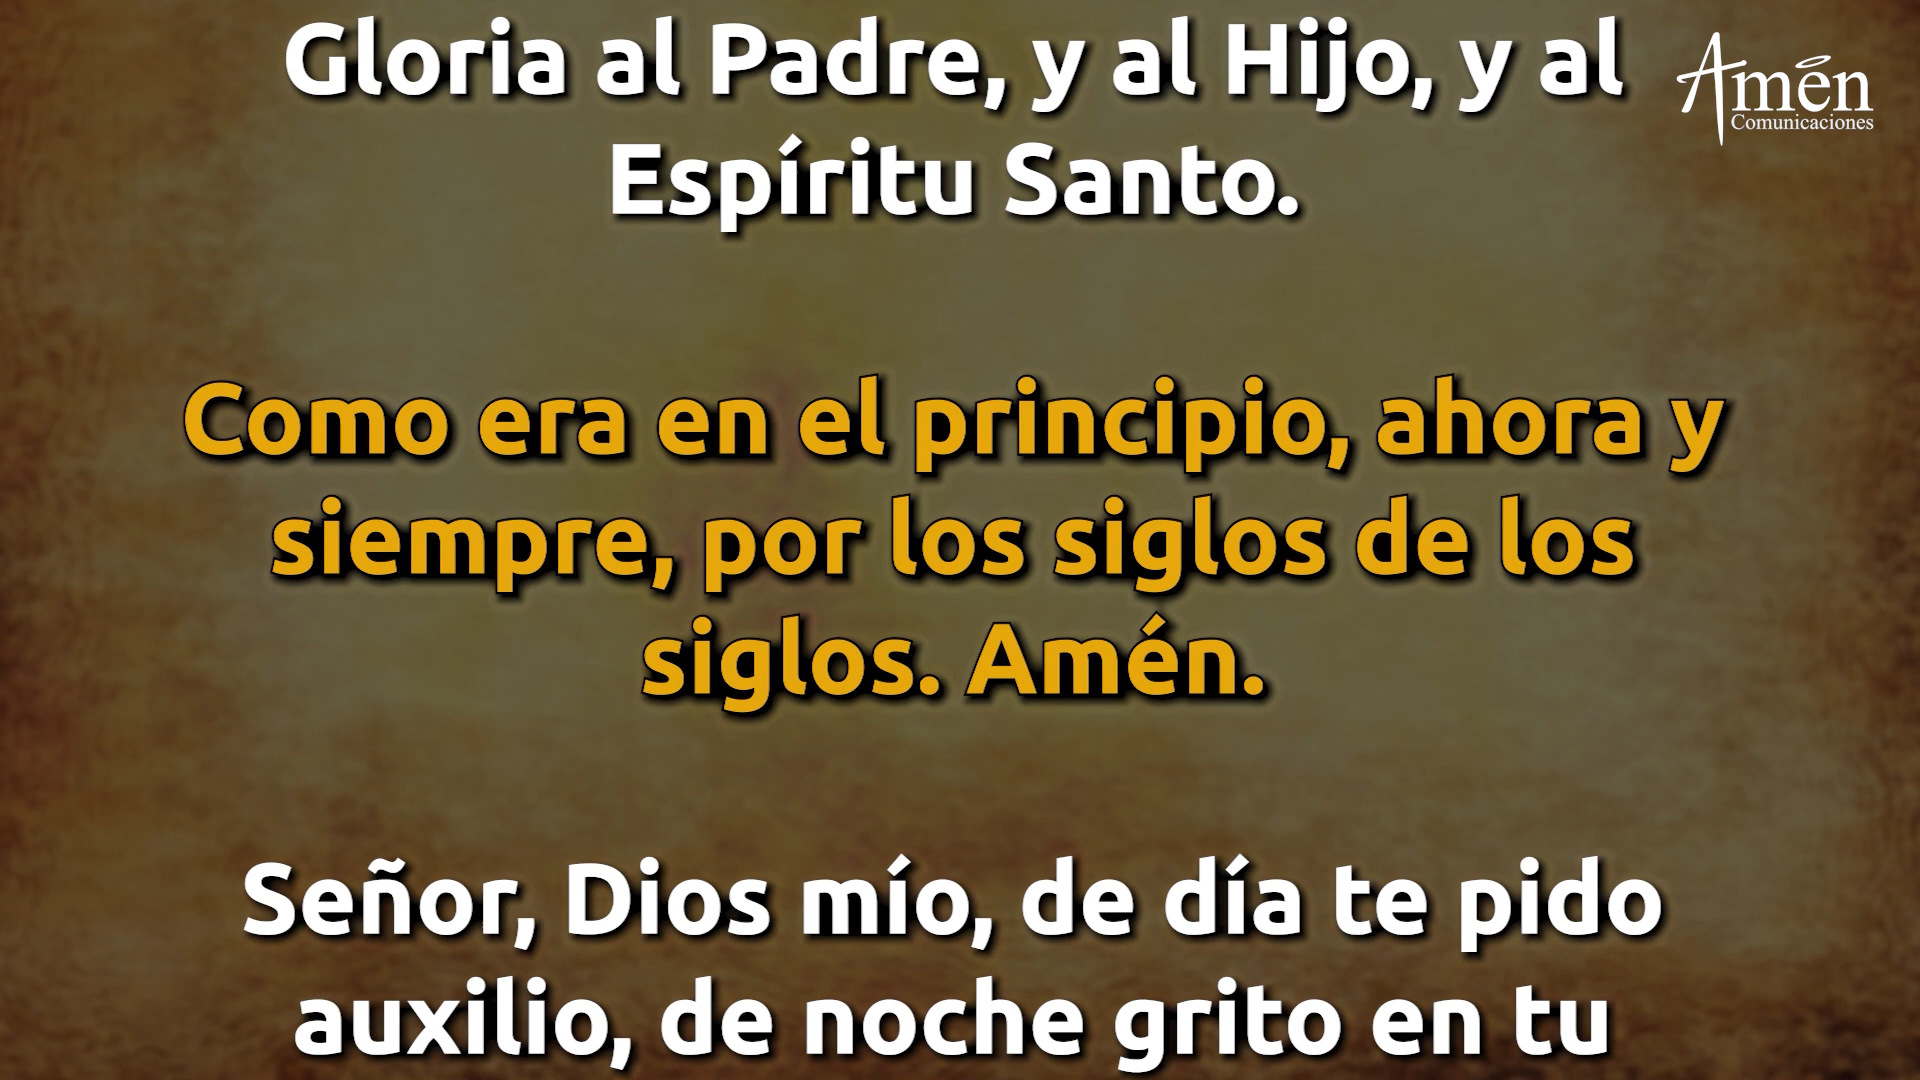 Gloria al Padre, y al Hijo, y al
Espíritu Santo.
Amén
Comunicaciones
Como era en el principio, ahora y
siempre, por los siglos de los
siglos. Amén.
Señor, Dios mío, de día te pido
auxilio, de noche grito en tu